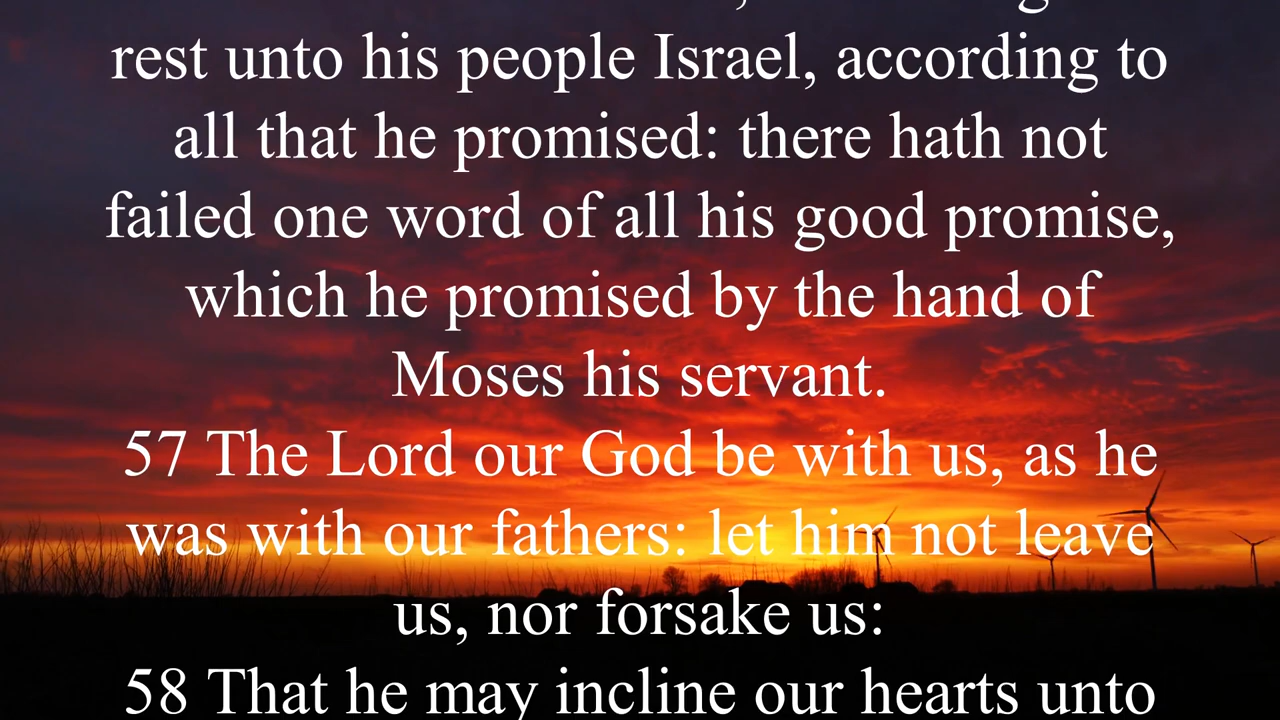 rest unto his people Israel, according to
all that he promised: there hath not
failed one word of all his good promise,
which he promised by the hand of
Moses his servant.
57 The Lord our God be with us, as he
was with our fathers: let him not leave
us, nor forsake us:
58 That he may incline our hearts unto